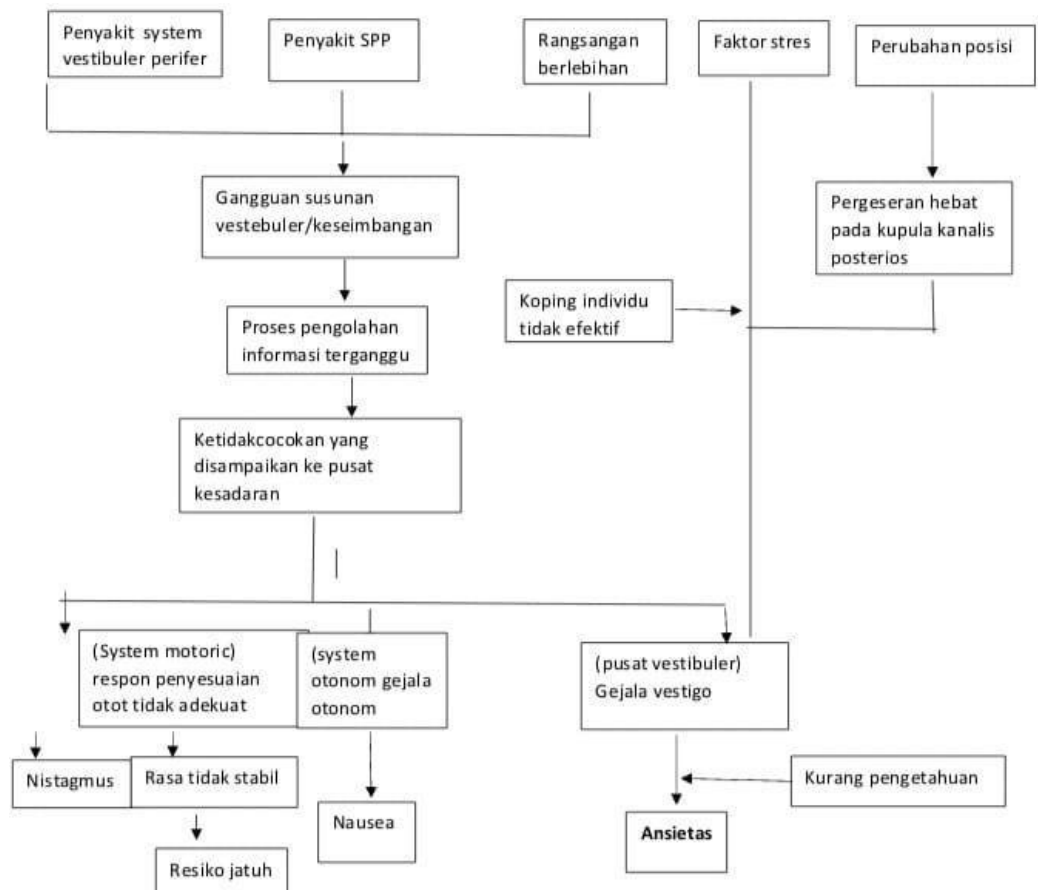 Penyakit system
vestibuler perifer
Penyakit SPP
Rangsangan
berlebihan
Faktor stres
Perubahan posisi
Gangguan susunan
vestebuler/keseimbangan
Pergeseran hebat
pada kupula kanalis
posterios
Koping individu
tidak efektif
Proses pengolahan
informasi terganggu
Ketidakcocokan yang
disampaikan ke pusat
kesadaran
(System motoric)
respon penyesuaian
otot tidak adekuat
(system
otonom gejala
otonom
(pusat vestibuler)
Gejala vestigo
Nistagmus
Rasa tidak stabil
Kurang pengetahuan
Nausea
Ansietas
Resiko jatuh